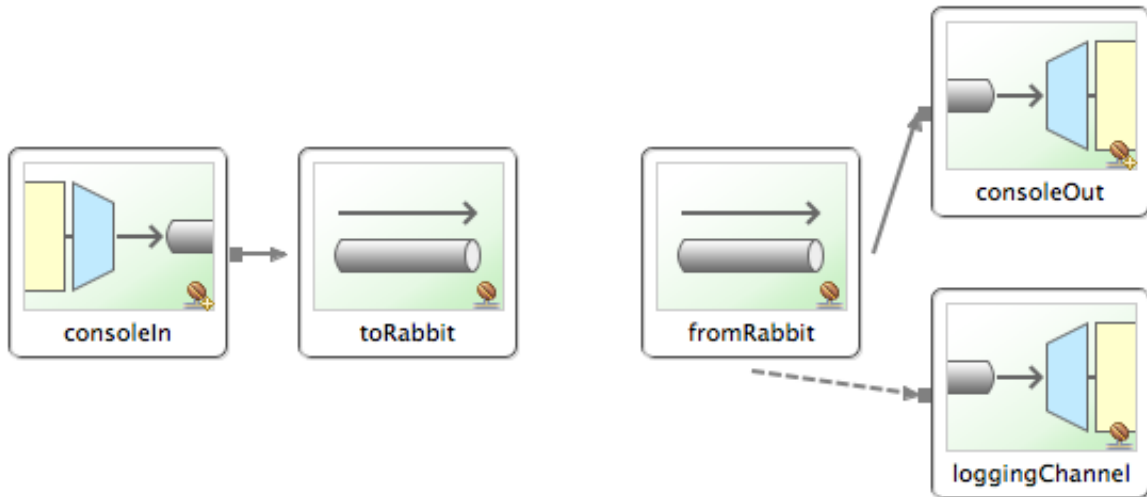 consoleIn
toRabbit
fromRabbit
consoleOut
loggingChannel